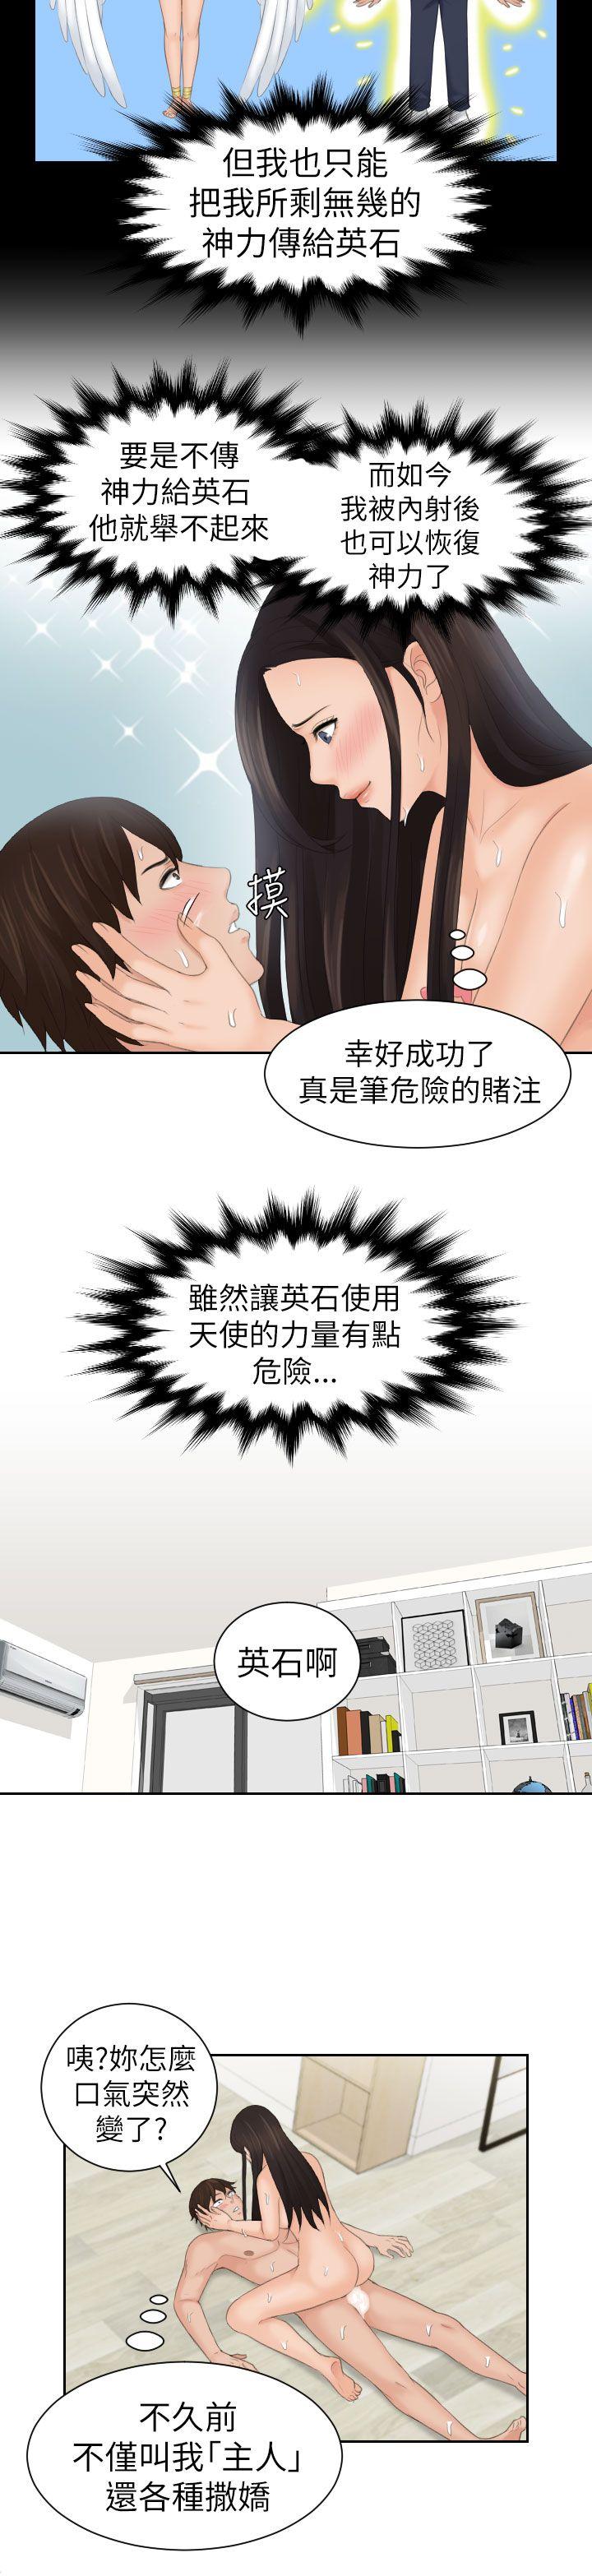 但我也只能
把我所剩無幾的
神力傳給英石
要是不傳
神力給英石
他就舉不起來
而如今
我被內射後
也可以恢復
神力了
摸
幸好成功了
真是筆危險的賭注
雖然讓英石使用
天使的力量有點
危險...
英石啊
咦?妳怎麼
口氣突然
變了?
不久前
不僅叫我「主人」
還各種撒嬌